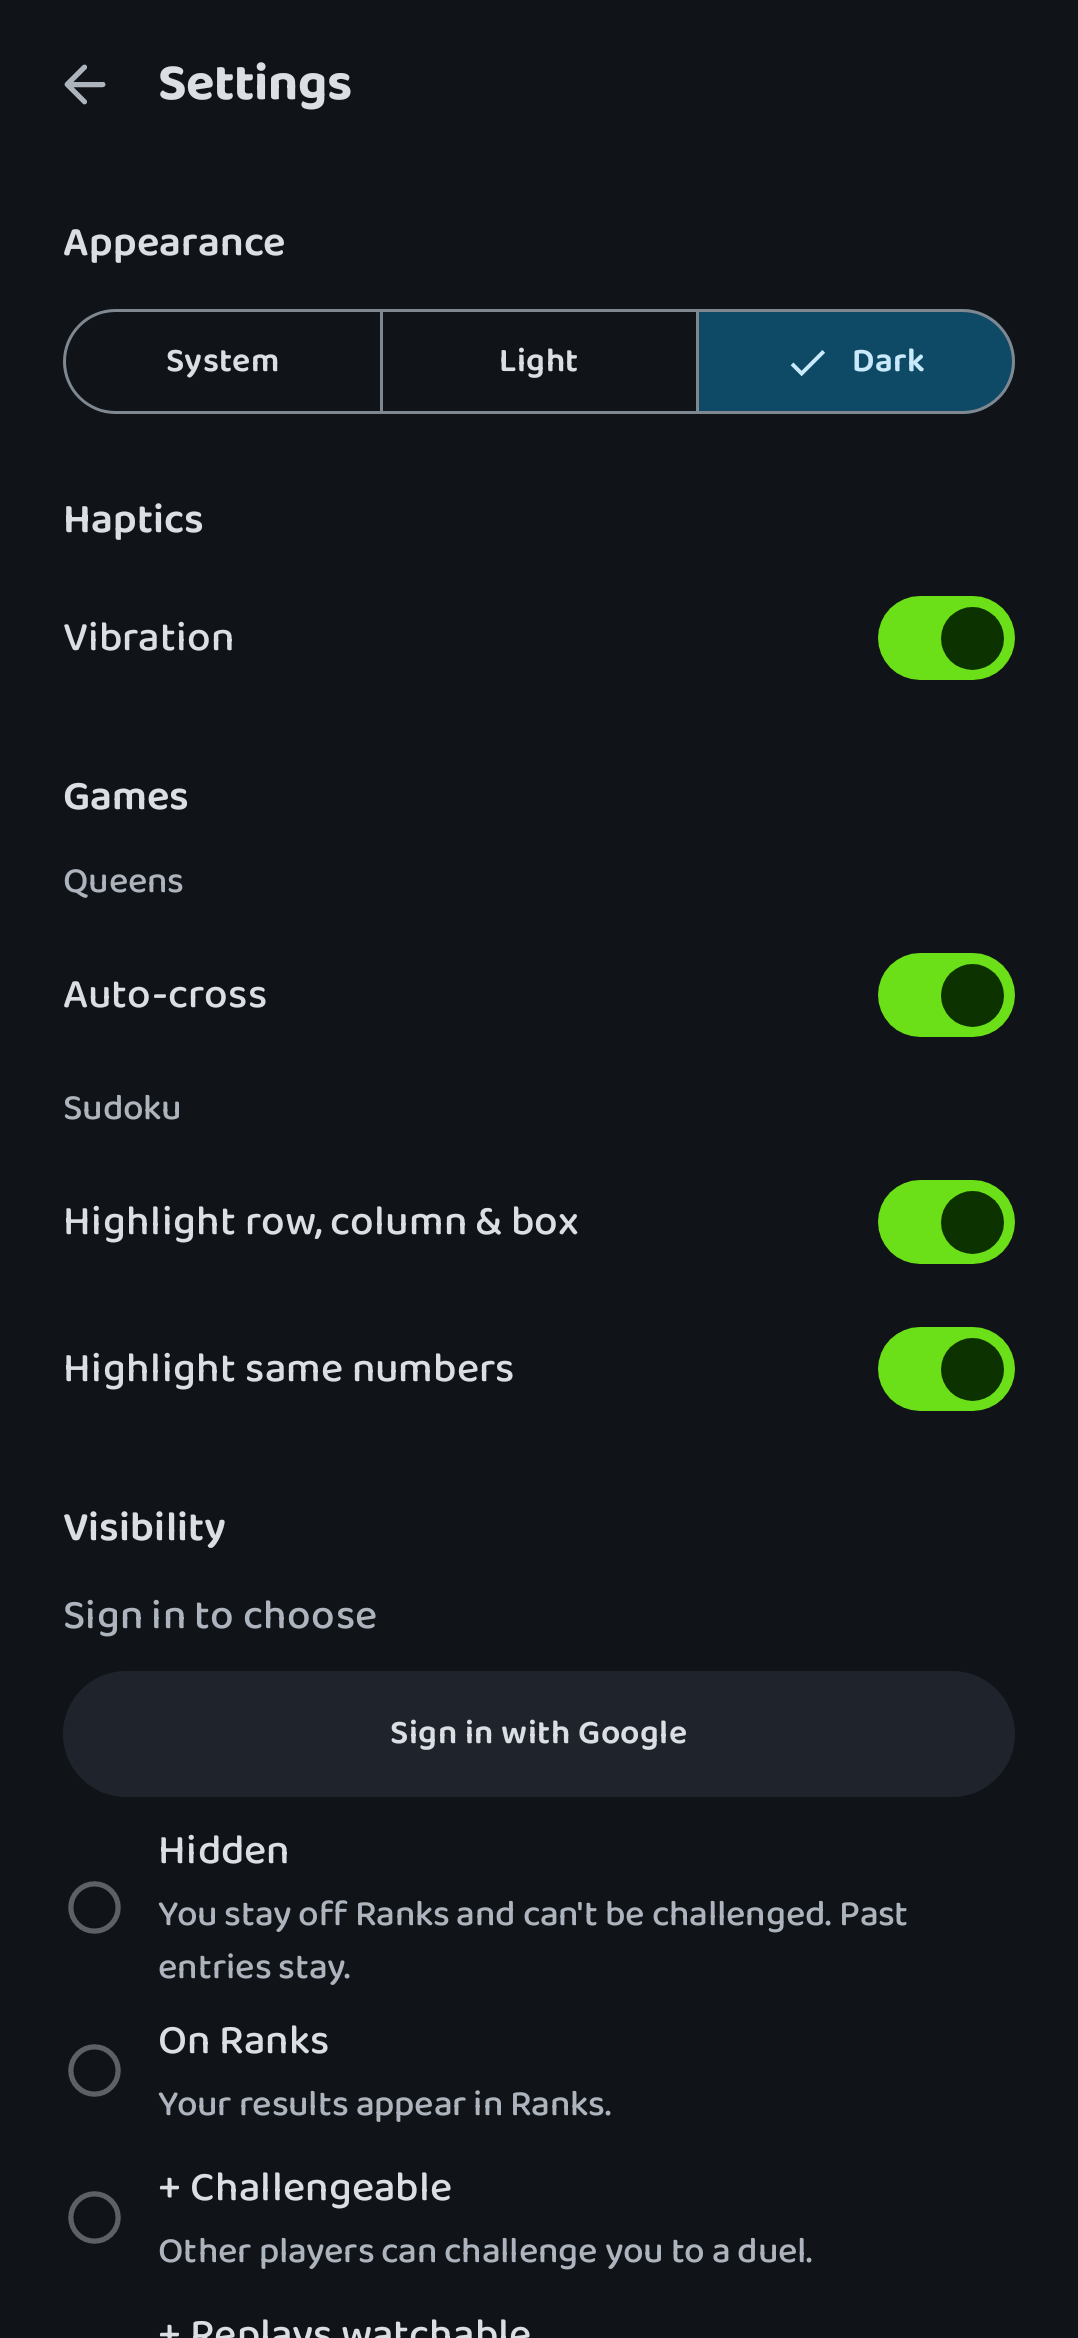 Settings
Appearance
System
Light
Dark
Haptics
Vibration
Games
Queens
Auto-cross
Sudoku
Highlight row, column & box
Highlight same numbers
Visibility
Sign in to choose
Sign in with Google
Hidden
You stay off Ranks and can't be challenged. Past
entries stay.
On Ranks
Your results appear in Ranks.
+ Challengeable
Other players can challenge you to a duel.
+ Replays watchable